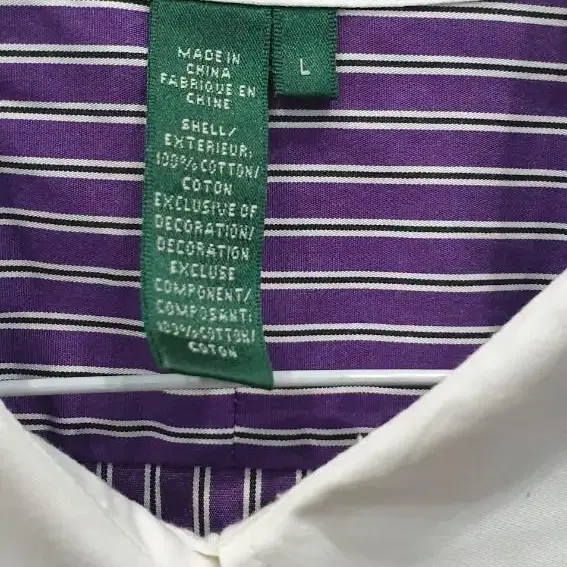 MADE IN
CHINA
FABRIQUE EN
CHINE
SHELL/
EXTERIEUR:
100% COTTON/
COTON
EXCLUSIVE OF
DECORATION/
DECORATION
EXCLUSE
COMPONENT/
COMPOSANT:
100% COTTON/
COTON
L